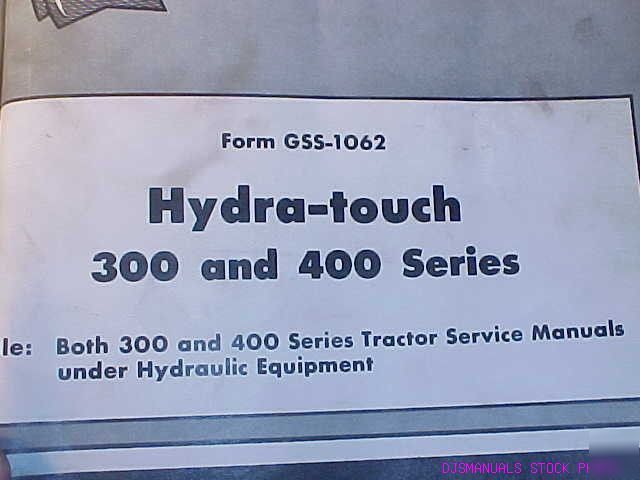 Form GSS-1062
Hydra-touch
300 and 400 Series
le: Both 300 and 400 Series Tractor Service Manuals
under Hydraulic Equipment
DJSMANUALS STOCK